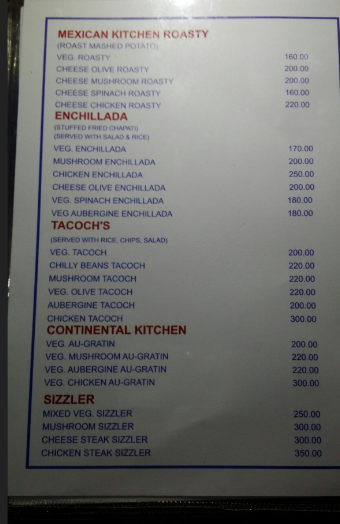 MEXICAN KITCHEN ROASTY
(ROAST MASHED POTATO)
VEG. ROASTY 160.00
CHEESE OLIVE ROASTY 200.00
CHEESE MUSHROOM ROASTY 200.00
CHEESE SPINACH ROASTY 160.00
CHEESE CHICKEN ROASTY 220.00
ENCHILLADA
(STUFFED FRIED CHAPATI)
(SERVED WITH SALAD & RICE)
VEG. ENCHILLADA 170.00
MUSHROOM ENCHILLADA 200.00
CHICKEN ENCHILLADA 250.00
CHEESE OLIVE ENCHILLADA 200.00
VEG. SPINACH ENCHILLADA 180.00
VEG AUBERGINE ENCHILLADA 180.00
TACOCH'S
(SERVED WITH RICE, CHIPS, SALAD)
VEG. TACOCH 200.00
CHILLY BEANS TACOCH 220.00
MUSHROOM TACOCH 220.00
VEG. OLIVE TACOCH 220.00
AUBERGINE TACOCH 200.00
CHICKEN TACOCH 300.00
CONTINENTAL KITCHEN
VEG. AU-GRATIN 200.00
VEG. MUSHROOM AU-GRATIN 220.00
VEG. AUBERGINE AU-GRATIN 220.00
VEG. CHICKEN AU-GRATIN 300.00
SIZZLER
MIXED VEG. SIZZLER 250.00
MUSHROOM SIZZLER 300.00
CHEESE STEAK SIZZLER 300.00
CHICKEN STEAK SIZZLER 350.00